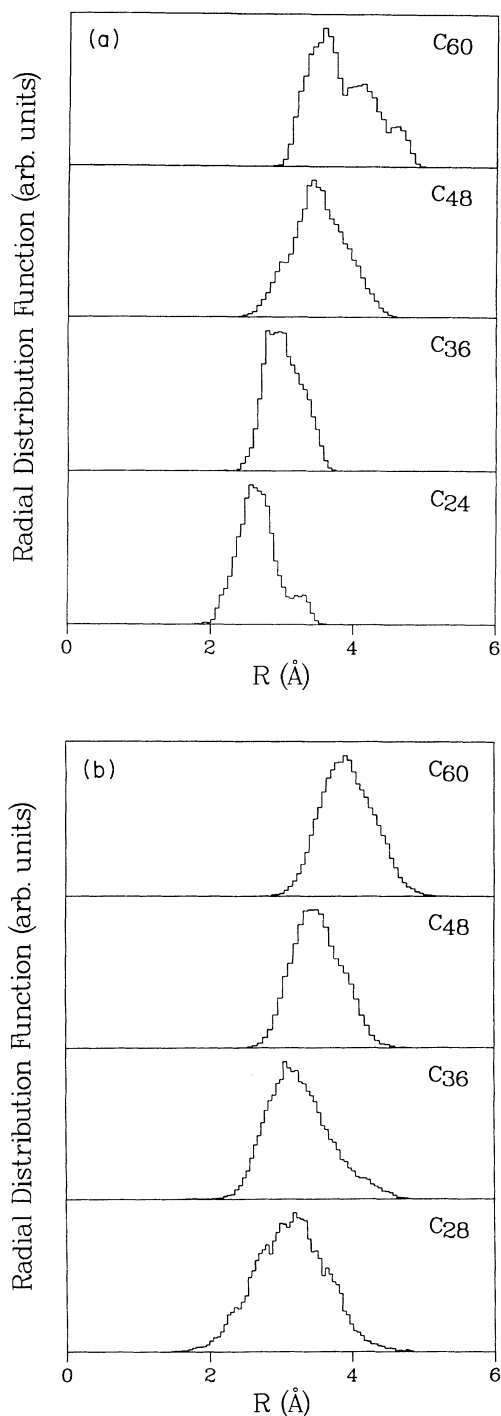 (a)
C60
C48
C36
C24
Radial Distribution Function (arb. units)
0 2 4 6
R (Å)
(b)
C60
C48
C36
C28
Radial Distribution Function (arb. units)
0 2 4 6
R (Å)